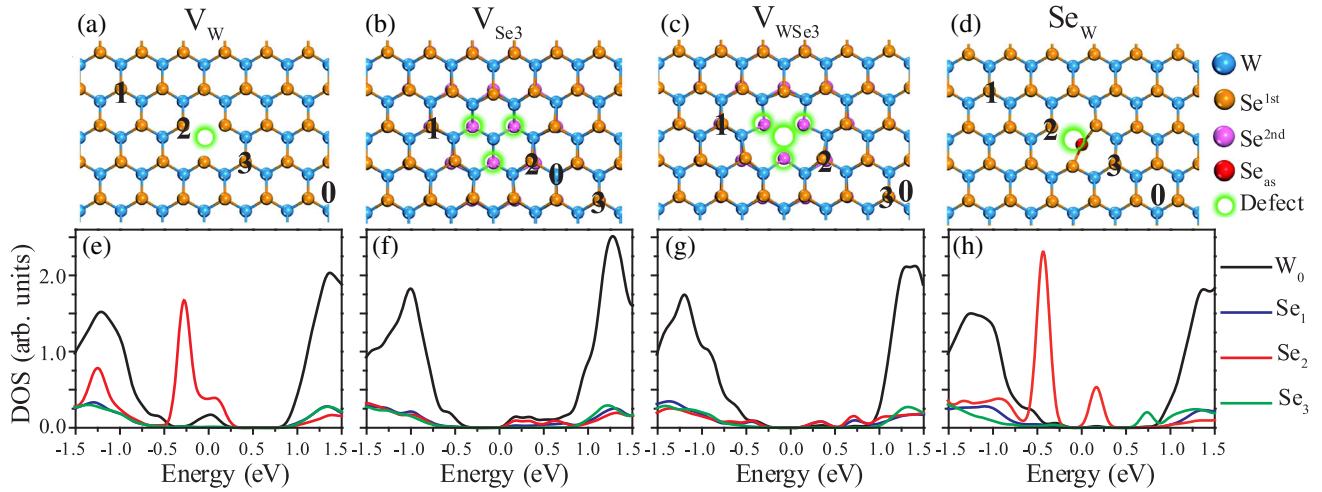 V_W V_Se3 V_WSe3 Se_W
(a) (b) (c) (d)
1 2 3 0
1 2 0 3
1 2 3 0
1 2 3 0
W
Se^1st
Se^2nd
Se_as
Defect
(e) (f) (g) (h)
DOS (arb. units)
2.0
1.0
0.0
-1.5 -1.0 -0.5 0.0 0.5 1.0 1.5
-1.5 -1.0 -0.5 0.0 0.5 1.0 1.5
-1.5 -1.0 -0.5 0.0 0.5 1.0 1.5
-1.5 -1.0 -0.5 0.0 0.5 1.0 1.5
Energy (eV) Energy (eV) Energy (eV) Energy (eV)
W_0
Se_1
Se_2
Se_3